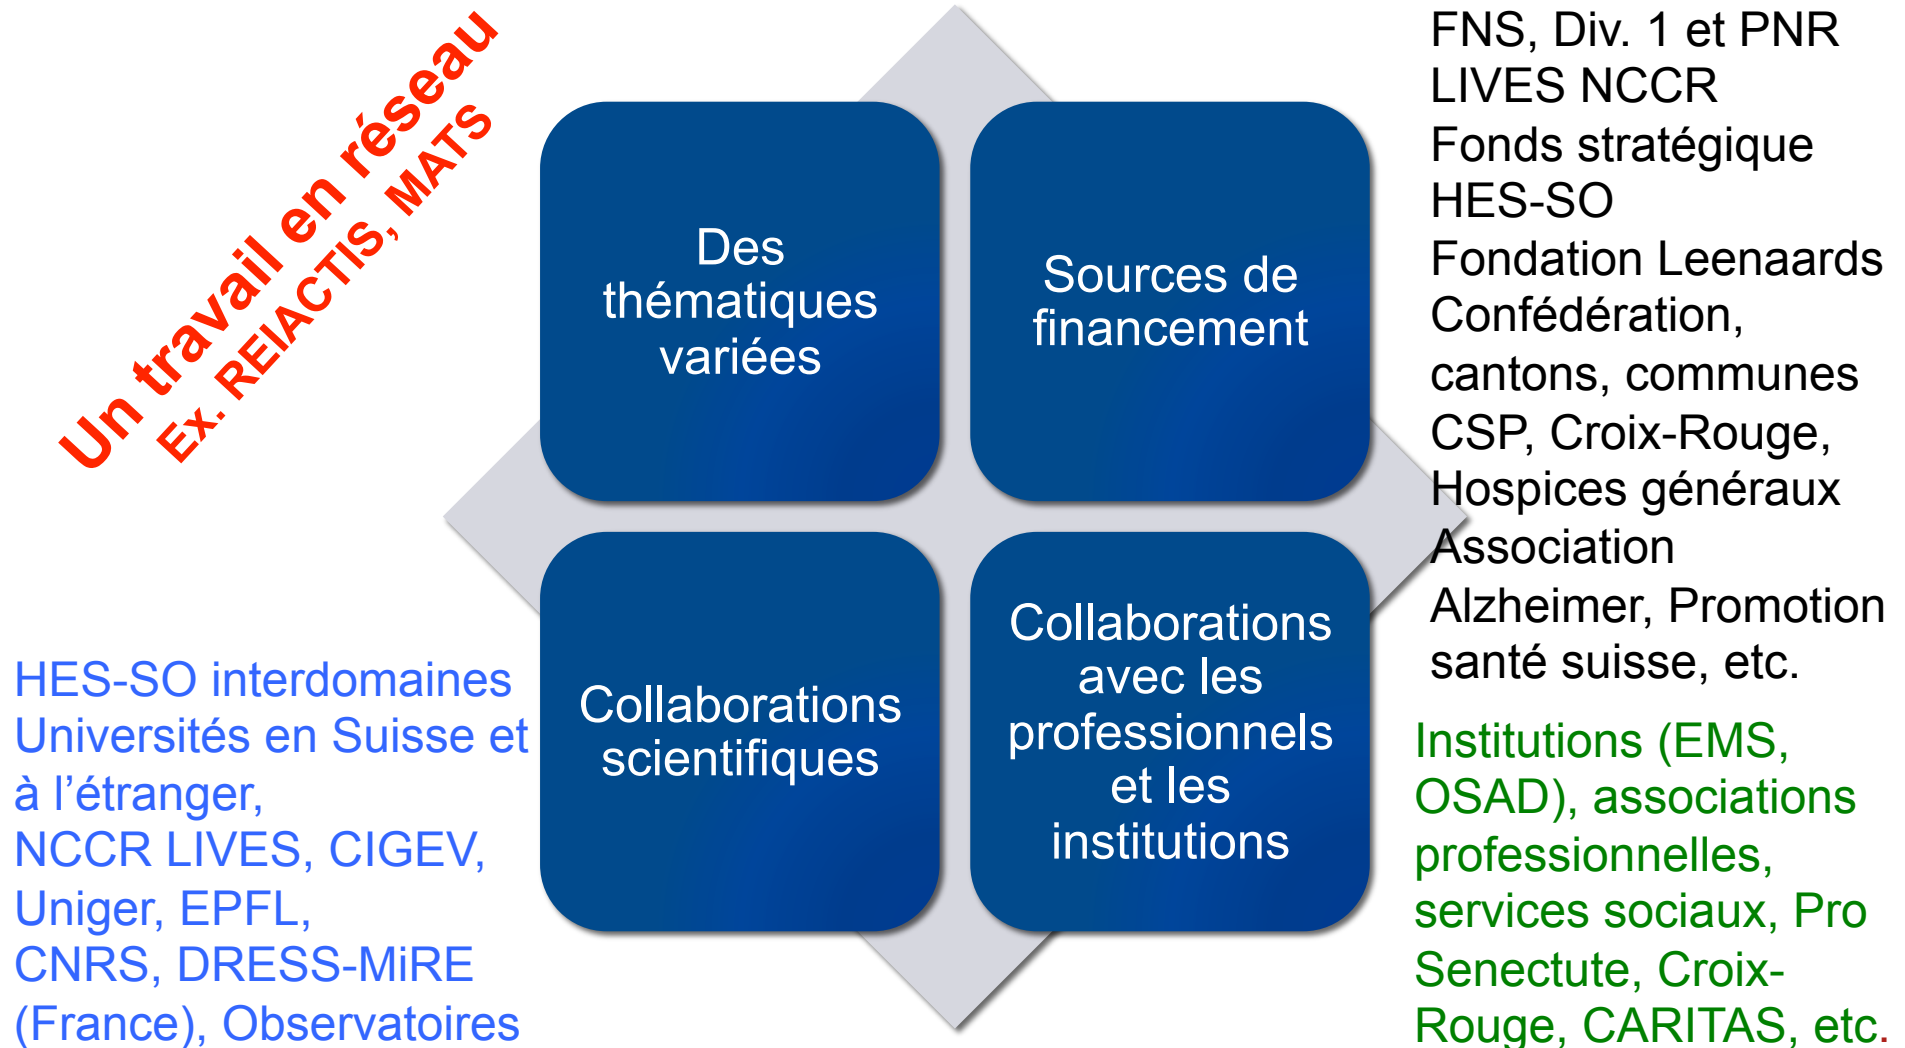 Un travail en réseau
Ex. REIACTIS, MATS
Des
thématiques
variées
Sources de
financement
FNS, Div. 1 et PNR
LIVES NCCR
Fonds stratégique
HES-SO
Fondation Leenaards
Confédération,
cantons, communes
CSP, Croix-Rouge,
Hospices généraux
Association
Alzheimer, Promotion
santé suisse, etc.
HES-SO interdomaines
Universités en Suisse et
à l’étranger,
NCCR LIVES, CIGEV,
Uniger, EPFL,
CNRS, DRESS-MiRE
(France), Observatoires
Collaborations
scientifiques
Collaborations
avec les
professionnels
et les
institutions
Institutions (EMS,
OSAD), associations
professionnelles,
services sociaux, Pro
Senectute, Croix-
Rouge, CARITAS, etc.